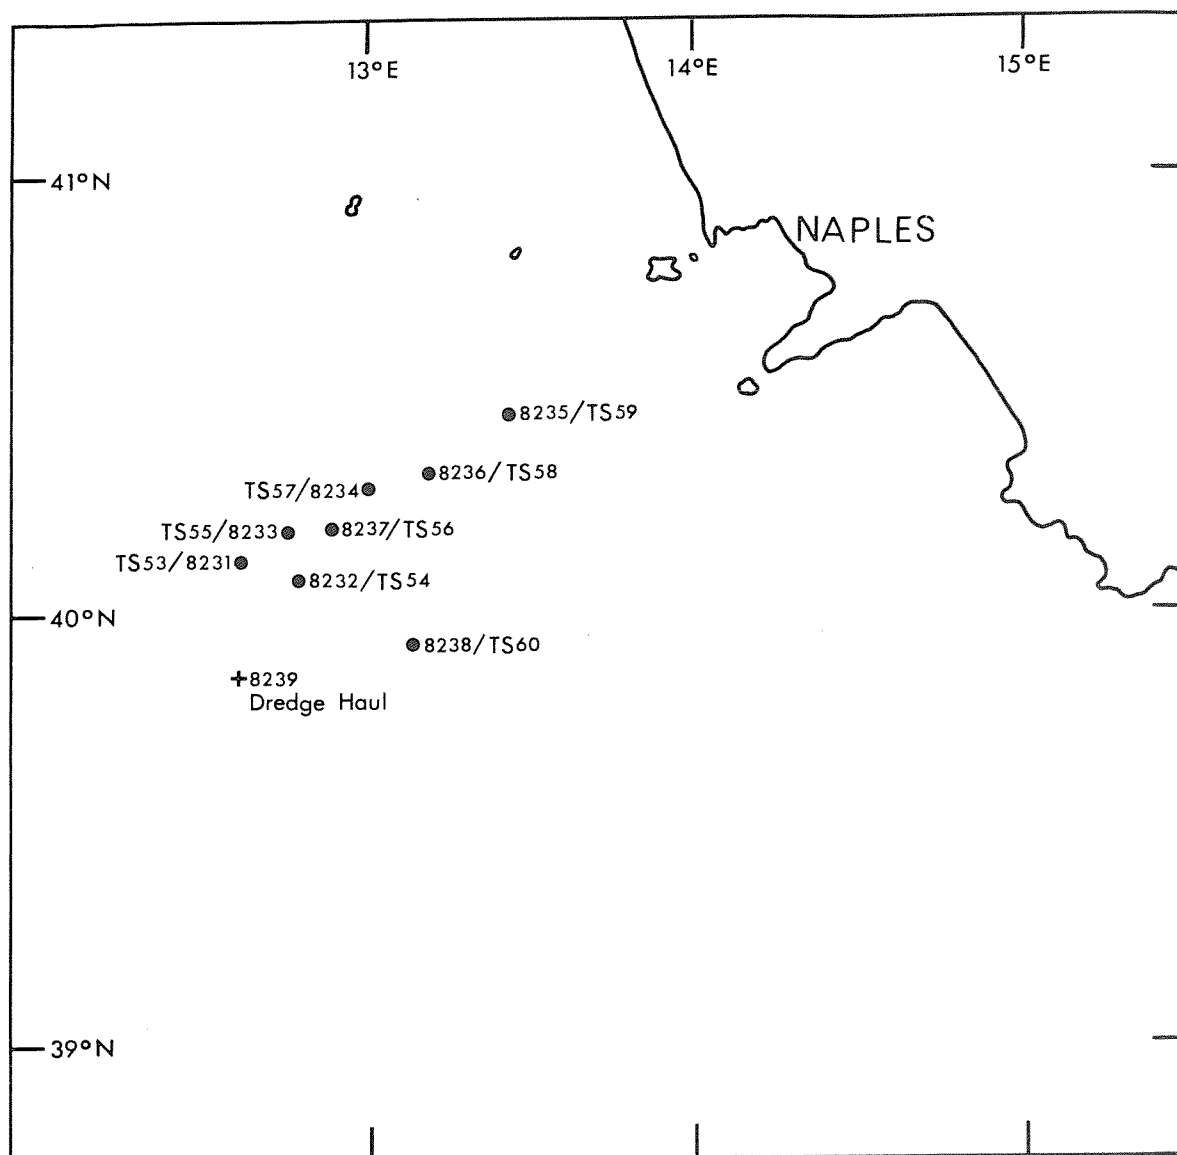 13°E
14°E
15°E
41°N
NAPLES
8235/TS59
8236/TS58
TS57/8234
TS55/8233
8237/TS56
TS53/8231
8232/TS54
40°N
8238/TS60
8239
Dredge Haul
39°N